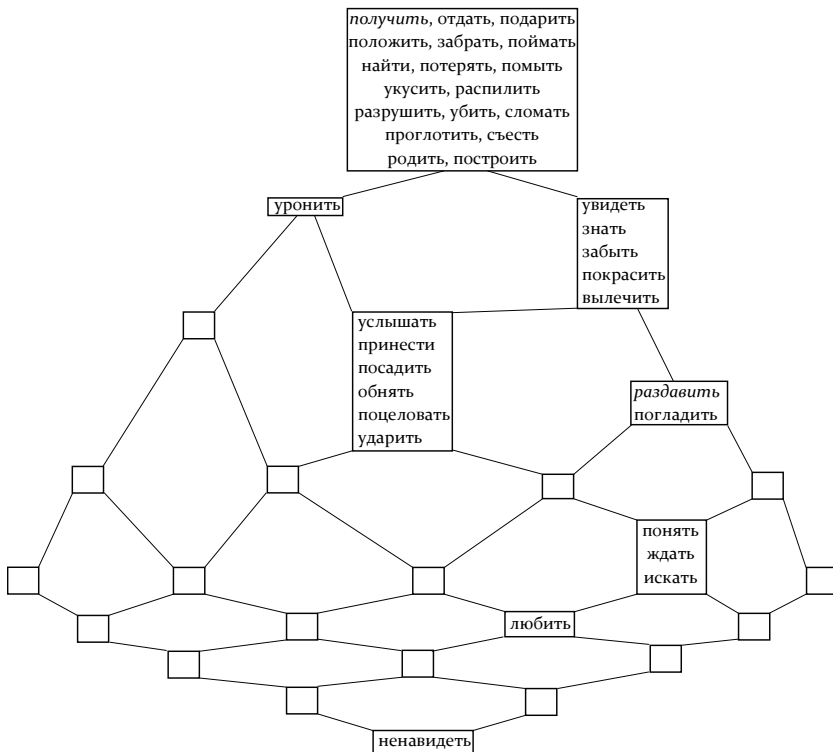 получить, отдать, подарить
положить, забрать, поймать
найти, потерять, помыть
укусить, распилить
разрушить, убить, сломать
проглотить, съесть
родить, построить
уронить
увидеть
знать
забыть
покрасить
вылечить
услышать
принести
посадить
обнять
поцеловать
ударить
раздавить
погладить
понять
ждать
искать
любить
ненавидеть